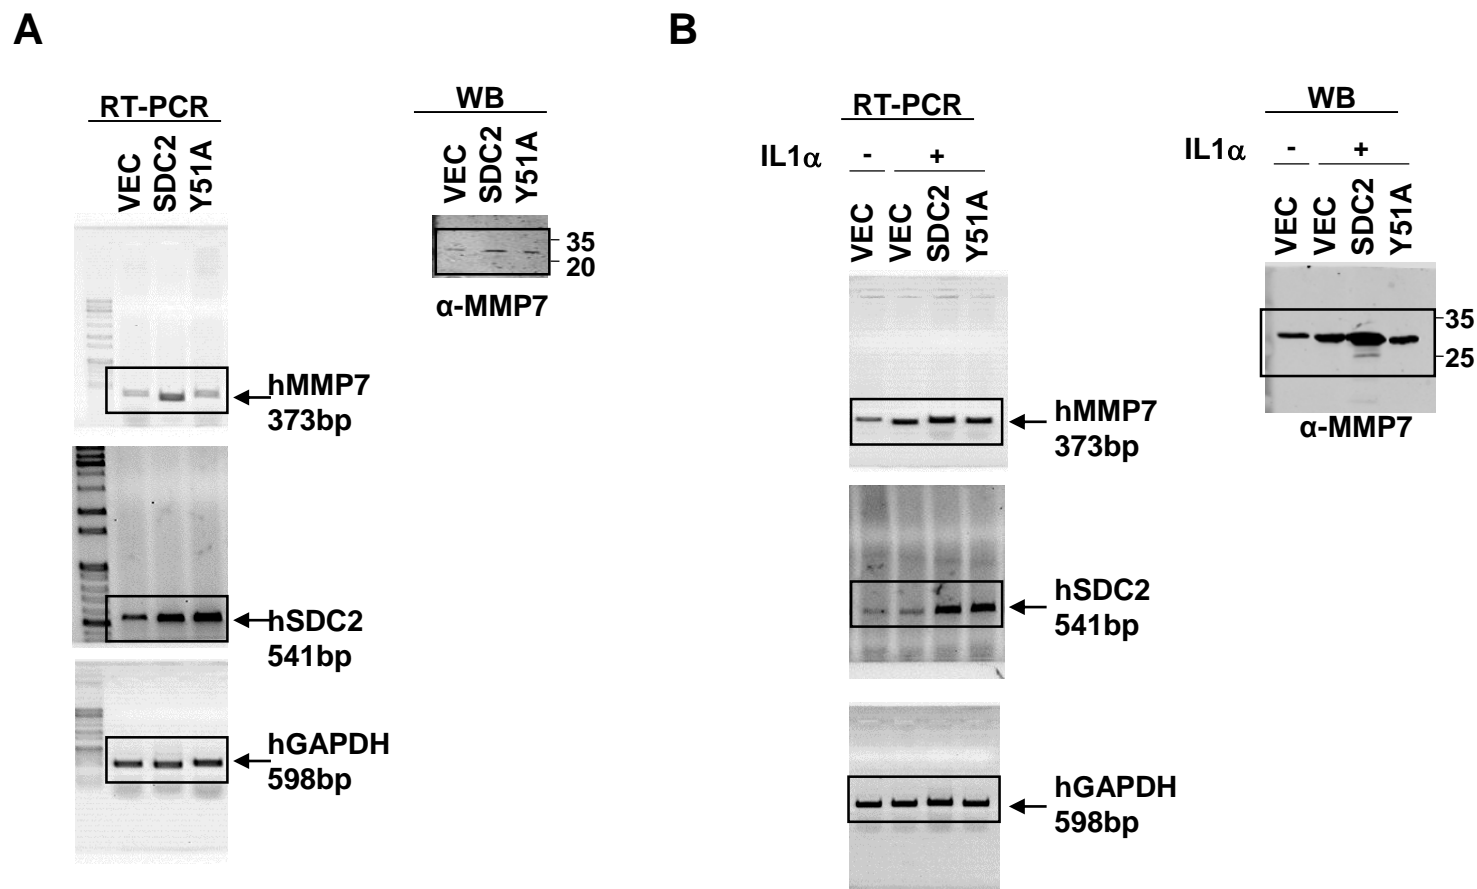 A
RT-PCR
VEC
SDC2
Y51A
hMMP7
373bp
hSDC2
541bp
hGAPDH
598bp
WB
VEC
SDC2
Y51A
35
20
α-MMP7
B
RT-PCR
IL1α - +
VEC
VEC
SDC2
Y51A
hMMP7
373bp
hSDC2
541bp
hGAPDH
598bp
WB
IL1α - +
VEC
VEC
SDC2
Y51A
35
25
α-MMP7